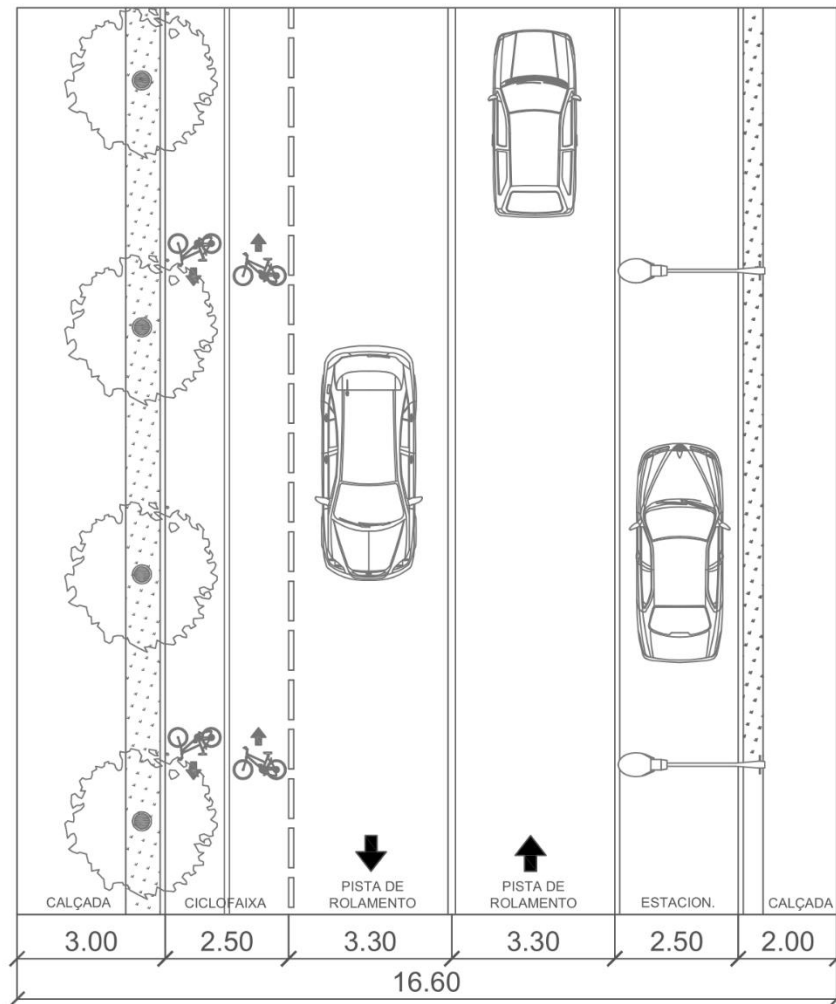 CALÇADA
CICLOFAIXA
PISTA DE
ROLAMENTO
PISTA DE
ROLAMENTO
ESTACION.
CALÇADA
3.00
2.50
3.30
3.30
2.50
2.00
16.60